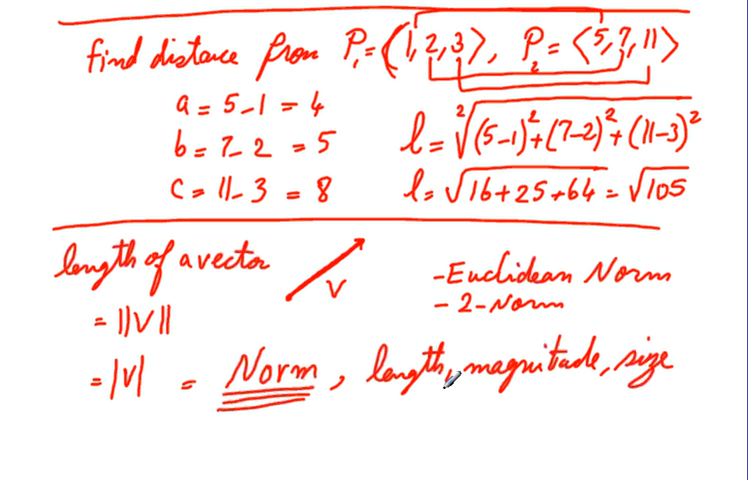 find distance from P₁ = ⟨1, 2, 3⟩, P₂ = ⟨5, 7, 11⟩
a = 5 - 1 = 4
b = 7 - 2 = 5
c = 11 - 3 = 8
l = ²√(5-1)² + (7-2)² + (11-3)²
l = √16+25+64 = √105
length of a vector
V
= ||V||
= |V| = Norm, length, magnitude, size
- Euclidean Norm
- 2-Norm